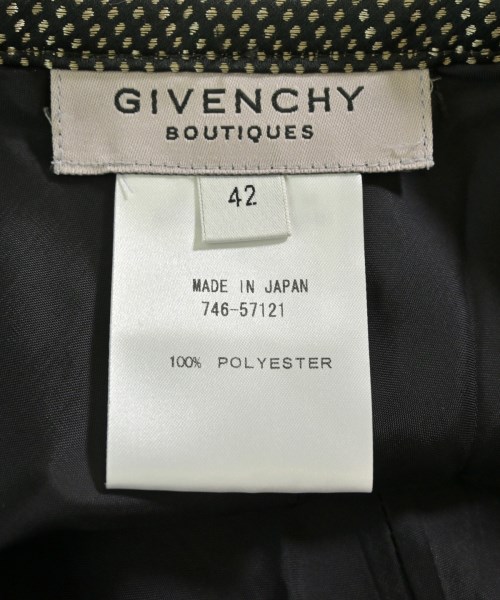 GIVENCHY
BOUTIQUES
42
MADE IN JAPAN
746-57121
100% POLYESTER